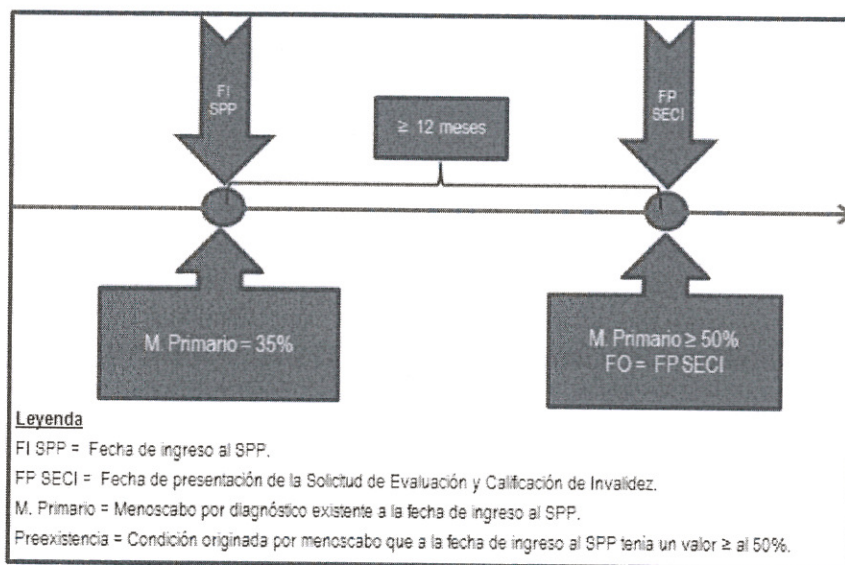 FI
SPP
FP
SECI
≥ 12 meses
M. Primario = 35%
M. Primario ≥ 50%
FO = FP SECI
Leyenda
FI SPP = Fecha de ingreso al SPP.
FP SECI = Fecha de presentación de la Solicitud de Evaluación y Calificación de Invalidez.
M. Primario = Menoscabo por diagnóstico existente a la fecha de ingreso al SPP.
Preexistencia = Condición originada por menoscabo que a la fecha de ingreso al SPP tenia un valor ≥ al 50%.